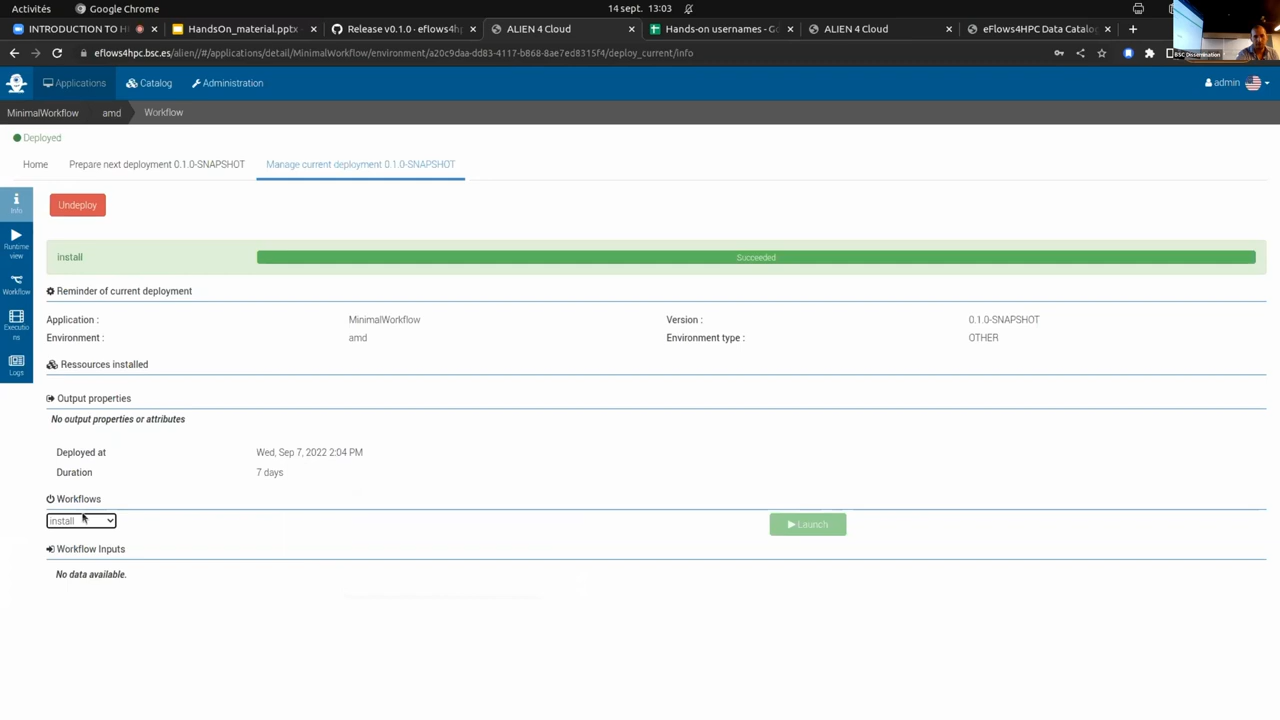 Activités Google Chrome 14 sept. 13:03
INTRODUCTION TO H HandsOn_material.pptx Release v0.1.0 · eflows4h ALIEN 4 Cloud Hands-on usernames - Go ALIEN 4 Cloud eFlows4HPC Data Catalo
eflows4hpc.bsc.es/alien//#/applications/detail/MinimalWorkflow/environment/a20c9daa-dd83-4117-b868-8ae7ed8315f4/deploy_current/info
BSC Dissemination
Applications Catalog Administration admin
MinimalWorkflow amd Workflow
Deployed
Home Prepare next deployment 0.1.0-SNAPSHOT Manage current deployment 0.1.0-SNAPSHOT
Info
Undeploy
Runtime
view
install Succeeded
Workflow
Reminder of current deployment
Application : MinimalWorkflow Version : 0.1.0-SNAPSHOT
Executio
ns
Environment : amd Environment type : OTHER
Logs
Ressources installed
Output properties
No output properties or attributes
Deployed at Wed, Sep 7, 2022 2:04 PM
Duration 7 days
Workflows
install Launch
Workflow Inputs
No data available.